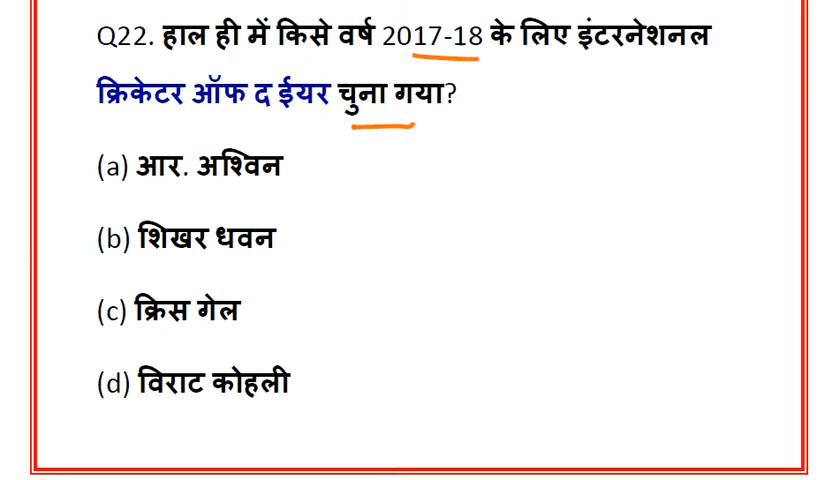 Q22. हाल ही में किसे वर्ष 2017-18 के लिए इंटरनेशनल
क्रिकेटर ऑफ द ईयर चुना गया?
(a) आर. अश्विन
(b) शिखर धवन
(c) क्रिस गेल
(d) विराट कोहली